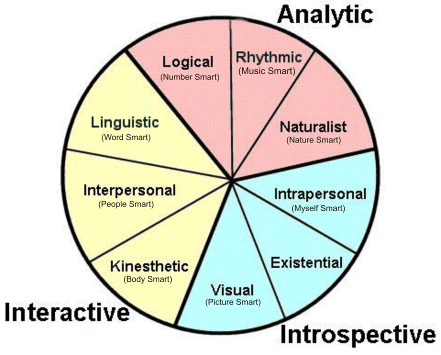 Analytic
Logical
(Number Smart)
Rhythmic
(Music Smart)
Naturalist
(Nature Smart)
Linguistic
(Word Smart)
Interpersonal
(People Smart)
Kinesthetic
(Body Smart)
Intrapersonal
(Myself Smart)
Existential
Visual
(Picture Smart)
Interactive
Introspective